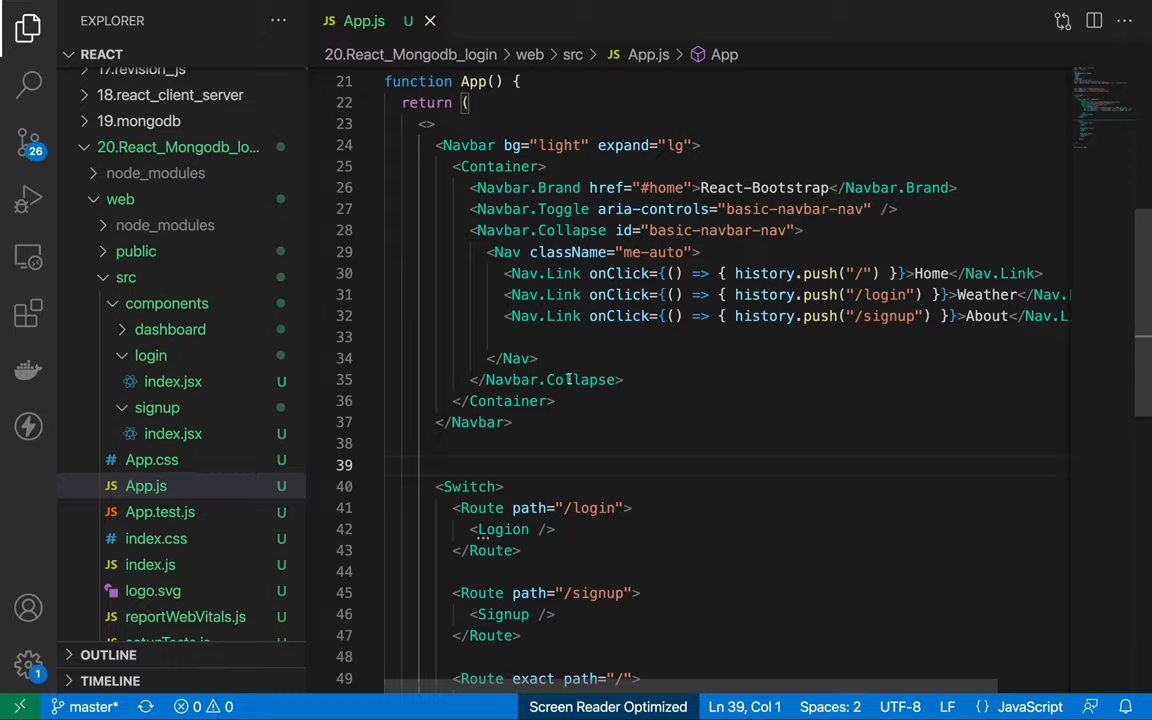 EXPLORER
REACT
17.revision_js
18.react_client_server
19.mongodb
20.React_Mongodb_lo...
node_modules
web
node_modules
public
src
components
dashboard
login
index.jsx U
signup
index.jsx U
# App.css U
JS App.js U
JS App.test.js U
# index.css U
JS index.js U
logo.svg U
JS reportWebVitals.js U
JS setupTests.js U
OUTLINE
TIMELINE
26
1
JS App.js U
20.React_Mongodb_login > web > src > JS App.js > App
21 function App() {
22 return (
23 <>
24 <Navbar bg="light" expand="lg">
25 <Container>
26 <Navbar.Brand href="#home">React-Bootstrap</Navbar.Brand>
27 <Navbar.Toggle aria-controls="basic-navbar-nav" />
28 <Navbar.Collapse id="basic-navbar-nav">
29 <Nav className="me-auto">
30 <Nav.Link onClick={() => { history.push("/") }}>Home</Nav.Link>
31 <Nav.Link onClick={() => { history.push("/login") }}>Weather</Nav.
32 <Nav.Link onClick={() => { history.push("/signup") }}>About</Nav.L
33
34 </Nav>
35 </Navbar.Collapse>
36 </Container>
37 </Navbar>
38
39
40 <Switch>
41 <Route path="/login">
42 <Logion />
43 </Route>
44
45 <Route path="/signup">
46 <Signup />
47 </Route>
48
49 <Route exact path="/">
master* 0 0 Screen Reader Optimized Ln 39, Col 1 Spaces: 2 UTF-8 LF {} JavaScript